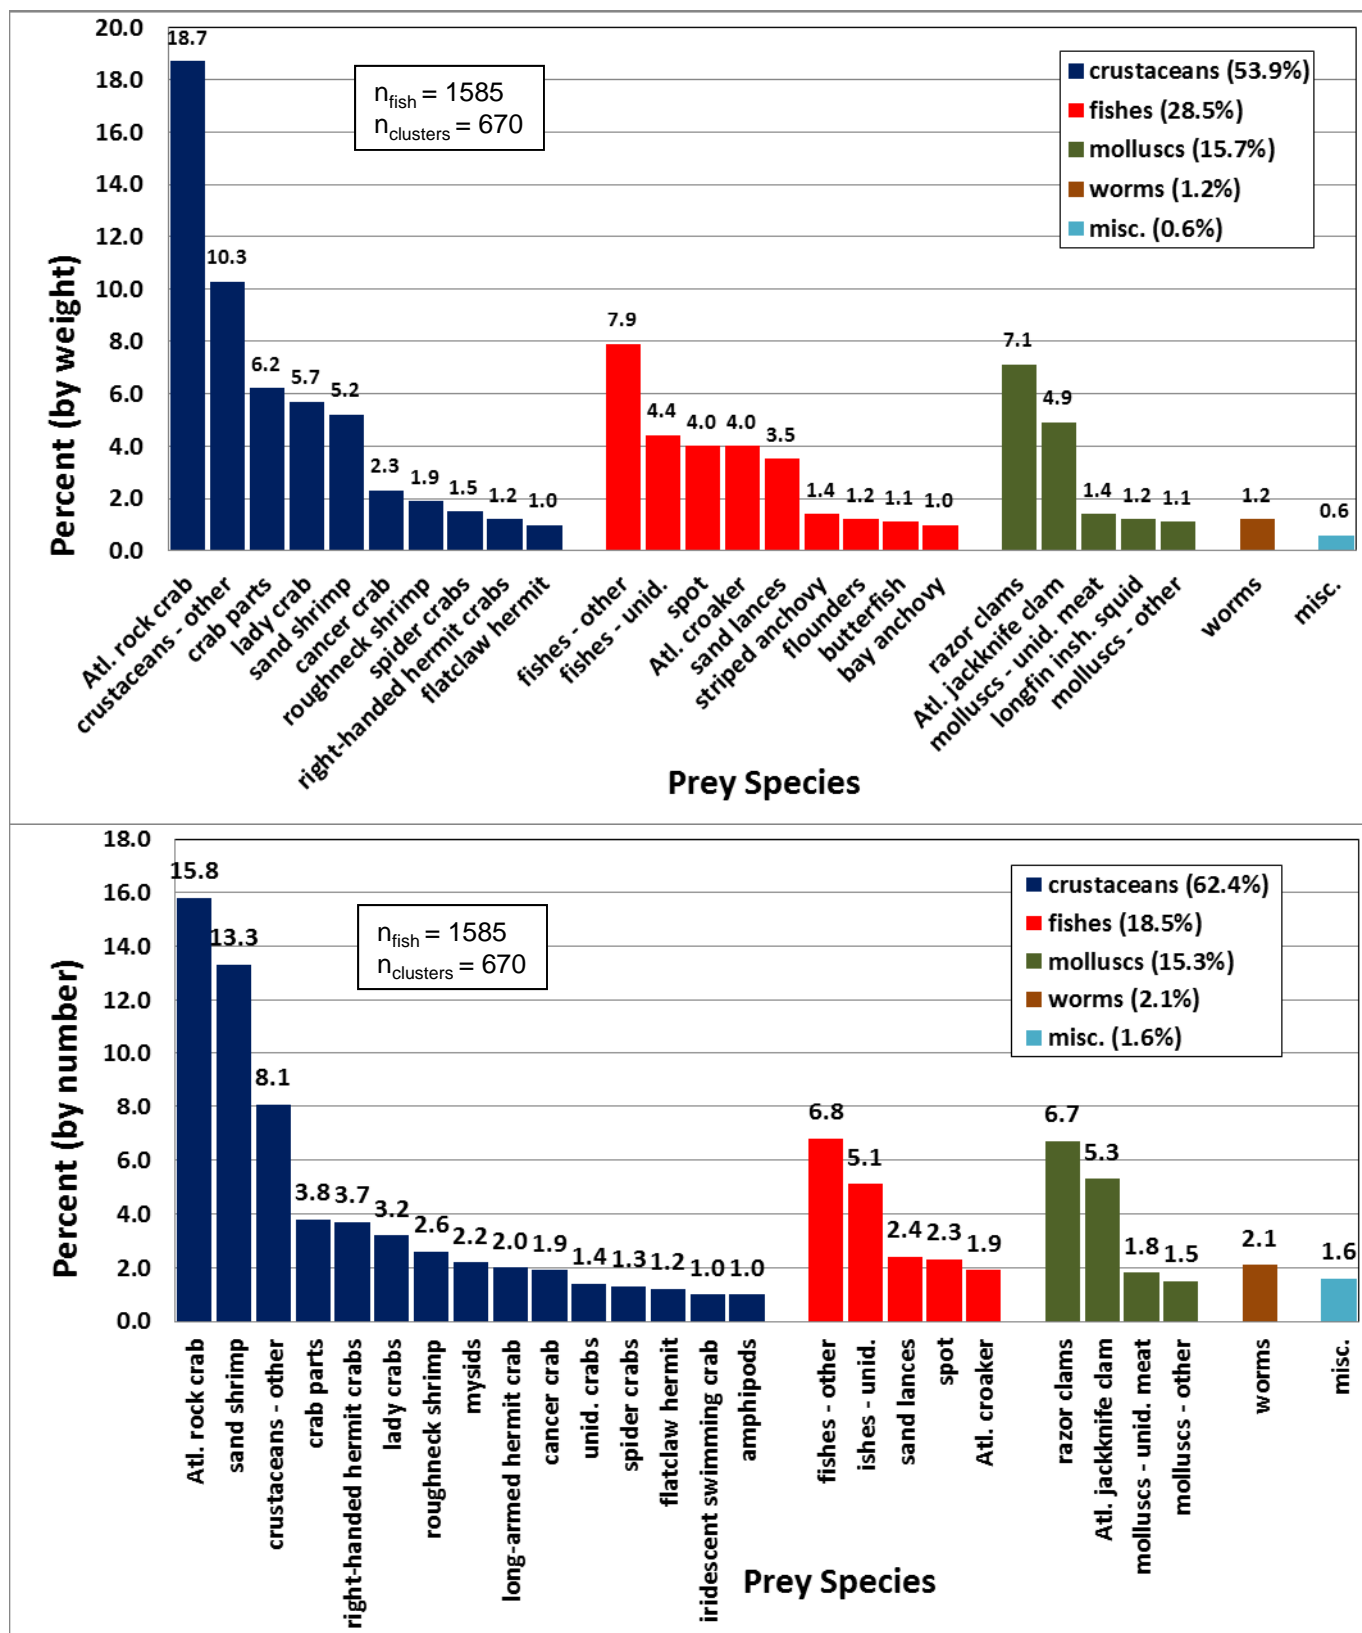 20.0
18.0
16.0
14.0
12.0
10.0
8.0
6.0
4.0
2.0
0.0
Percent (by weight)
n_fish = 1585
n_clusters = 670
crustaceans (53.9%)
fishes (28.5%)
molluscs (15.7%)
worms (1.2%)
misc. (0.6%)
18.7
10.3
6.2
5.7
5.2
2.3
1.9
1.5
1.2
1.0
7.9
4.4
4.0
4.0
3.5
1.4
1.2
1.1
1.0
7.1
4.9
1.4
1.2
1.1
1.2
0.6
Atl. rock crab
crustaceans - other
crab parts
lady crab
sand shrimp
cancer crab
roughneck shrimp
spider crabs
right-handed hermit crabs
flatclaw hermit
fishes - other
fishes - unid.
spot
Atl. croaker
sand lances
striped anchovy
flounders
butterfish
bay anchovy
razor clams
Atl. jackknife clam
molluscs - unid. meat
longfin insh. squid
molluscs - other
worms
misc.
Prey Species
18.0
16.0
14.0
12.0
10.0
8.0
6.0
4.0
2.0
0.0
Percent (by number)
n_fish = 1585
n_clusters = 670
crustaceans (62.4%)
fishes (18.5%)
molluscs (15.3%)
worms (2.1%)
misc. (1.6%)
15.8
13.3
8.1
3.8
3.7
3.2
2.6
2.2
2.0
1.9
1.4
1.3
1.2
1.0
1.0
6.8
5.1
2.4
2.3
1.9
6.7
5.3
1.8
1.5
2.1
1.6
Atl. rock crab
sand shrimp
crustaceans - other
crab parts
right-handed hermit crabs
lady crabs
roughneck shrimp
mysids
long-armed hermit crab
cancer crab
unid. crabs
spider crabs
flatclaw hermit
iridescent swimming crab
amphipods
fishes - other
ishes - unid.
sand lances
spot
Atl. croaker
razor clams
Atl. jackknife clam
molluscs - unid. meat
molluscs - other
worms
misc.
Prey Species